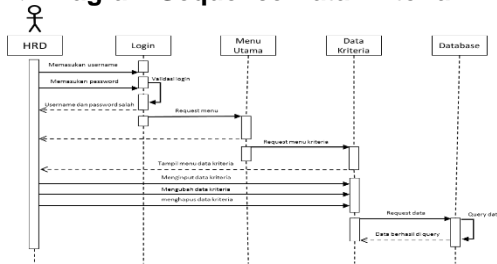 HRD
Login
Menu
Utama
Data
Kriteria
Database
Memasukan username
Memasukan password
Validasi login
Username dan password salah
Request menu
Request menu kriteria
Tampil menu data kriteria
Menginput data kriteria
Mengubah data kriteria
menghapus data kriteria
Request data
Query dat
Data berhasil di query